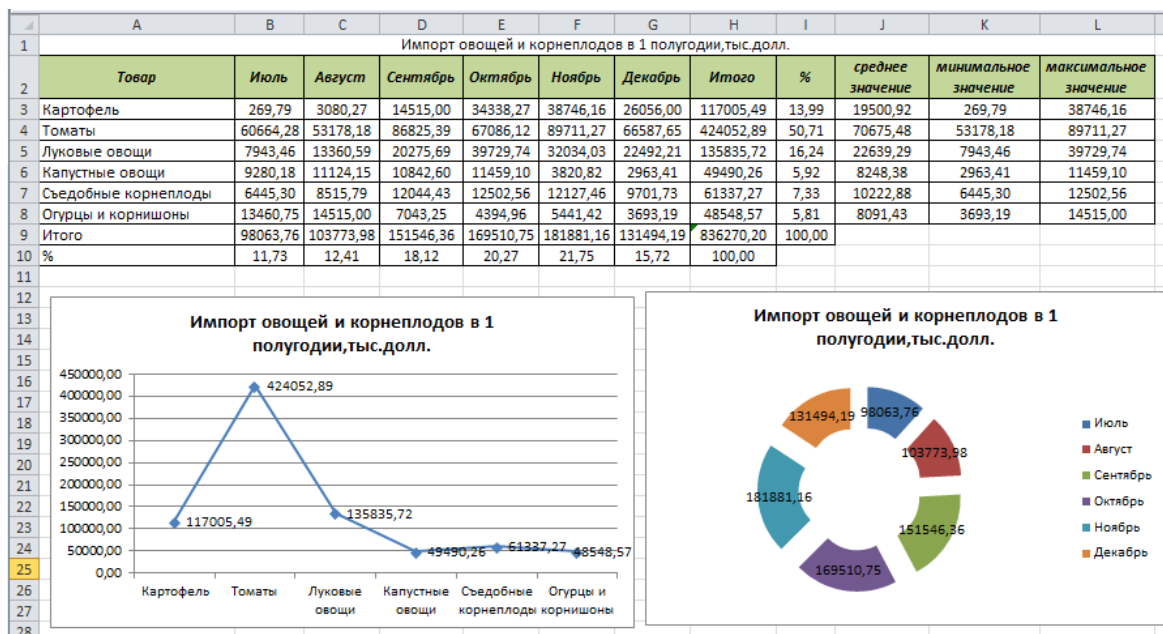 A B C D E F G H I J K L
1 Импорт овощей и корнеплодов в 1 полугодии,тыс.долл.
2 Товар Июль Август Сентябрь Октябрь Ноябрь Декабрь Итого % среднее значение минимальное значение максимальное значение
3 Картофель 269,79 3080,27 14515,00 34338,27 38746,16 26056,00 117005,49 13,99 19500,92 269,79 38746,16
4 Томаты 60664,28 53178,18 86825,39 67086,12 89711,27 66587,65 424052,89 50,71 70675,48 53178,18 89711,27
5 Луковые овощи 7943,46 13360,59 20275,69 39729,74 32034,03 22492,21 135835,72 16,24 22639,29 7943,46 39729,74
6 Капустные овощи 9280,18 11124,15 10842,60 11459,10 3820,82 2963,41 49490,26 5,92 8248,38 2963,41 11459,10
7 Съедобные корнеплоды 6445,30 8515,79 12044,43 12502,56 12127,46 9701,73 61337,27 7,33 10222,88 6445,30 12502,56
8 Огурцы и корнишоны 13460,75 14515,00 7043,25 4394,96 5441,42 3693,19 48548,57 5,81 8091,43 3693,19 14515,00
9 Итого 98063,76 103773,98 151546,36 169510,75 181881,16 131494,19 836270,20 100,00
10 % 11,73 12,41 18,12 20,27 21,75 15,72 100,00
11
12
13
14
15
16
17
18
19
20
21
22
23
24
25
26
27
28
Импорт овощей и корнеплодов в 1
полугодии,тыс.долл.
450000,00
400000,00
350000,00
300000,00
250000,00
200000,00
150000,00
100000,00
50000,00
0,00
424052,89
117005,49
135835,72
49490,26
61337,27
48548,57
Картофель Томаты Луковые Капустные Съедобные Огурцы и
овощи овощи корнеплоды корнишоны
Импорт овощей и корнеплодов в 1
полугодии,тыс.долл.
131494,19 98063,76
103773,98
181881,16
151546,36
169510,75
Июль
Август
Сентябрь
Октябрь
Ноябрь
Декабрь